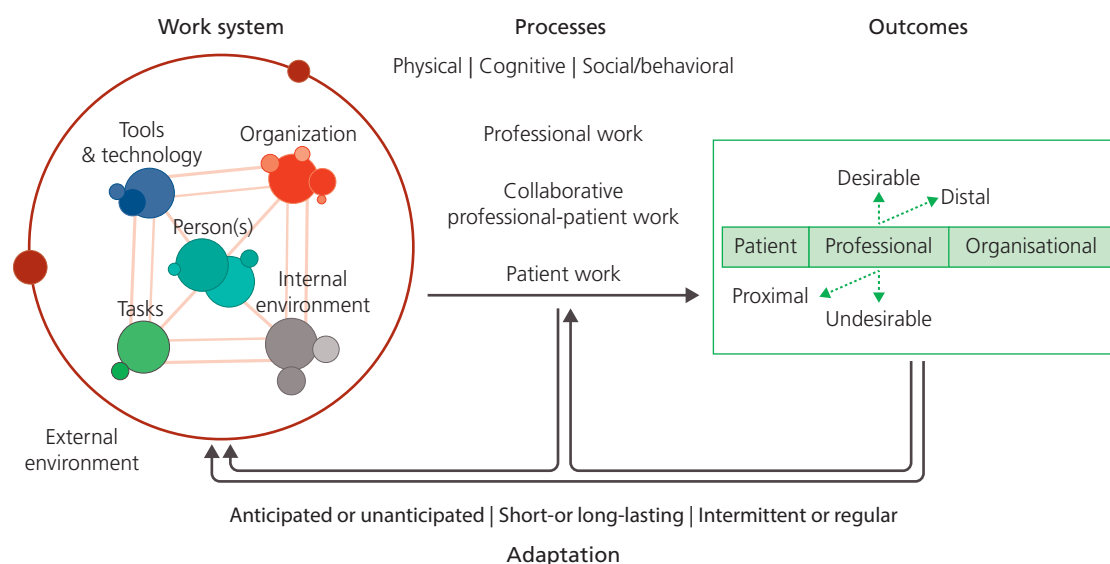 Work system
Processes
Outcomes
Physical | Cognitive | Social/behavioral
Tools
& technology
Organization
Professional work
Collaborative
professional-patient work
Desirable
Distal
Person(s)
Patient
Professional
Organisational
Patient work
Internal
environment
Proximal
Undesirable
Tasks
External
environment
Anticipated or unanticipated | Short-or long-lasting | Intermittent or regular
Adaptation